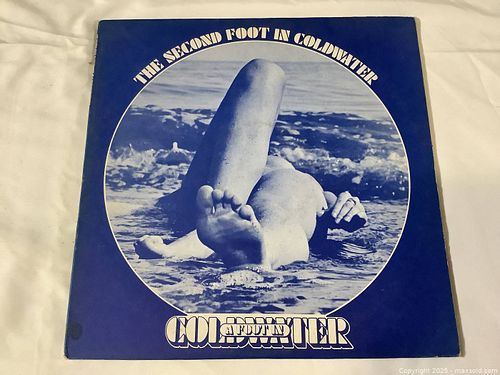 THE SECOND FOOT IN COLDWATER
COLDWATER
A FOOT IN
Copyright 2025 - maxsold.com